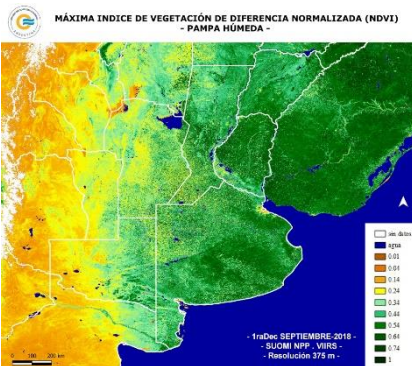 MÁXIMA INDICE DE VEGETACIÓN DE DIFERENCIA NORMALIZADA (NDVI)
- PAMPA HÚMEDA -
sin datos
agua
0.01
0.04
0.14
0.24
0.34
0.44
0.54
0.64
0.74
1
- 1raDec SEPTIEMBRE-2018 -
- SUOMI NPP . VIIRS -
- Resolución 375 m -
0 100 200 km